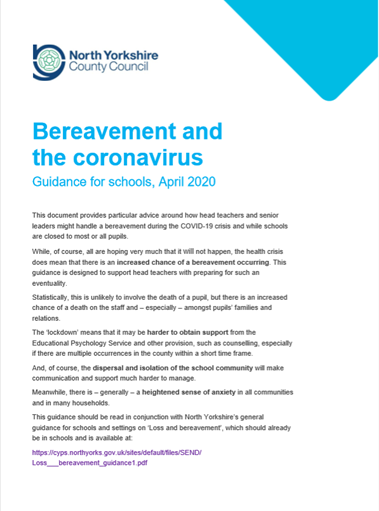 North Yorkshire
County Council
Bereavement and
the coronavirus
Guidance for schools, April 2020
This document provides particular advice around how head teachers and senior
leaders might handle a bereavement during the COVID-19 crisis and while schools
are closed to most or all pupils.
While, of course, all are hoping very much that it will not happen, the health crisis
does mean that there is an increased chance of a bereavement occurring. This
guidance is designed to support head teachers with preparing for such an
eventuality.
Statistically, this is unlikely to involve the death of a pupil, but there is an increased
chance of a death on the staff and – especially – amongst pupils' families and
relations.
The 'lockdown' means that it may be harder to obtain support from the
Educational Psychology Service and other provision, such as counselling, especially
if there are multiple occurrences in the county within a short time frame.
And, of course, the dispersal and isolation of the school community will make
communication and support much harder to manage.
Meanwhile, there is – generally – a heightened sense of anxiety in all communities
and in many households.
This guidance should be read in conjunction with North Yorkshire's general
guidance for schools and settings on 'Loss and bereavement', which should already
be in schools and is available at:
https://cyps.northyorks.gov.uk/sites/default/files/SEND/
Loss___bereavement_guidance1.pdf